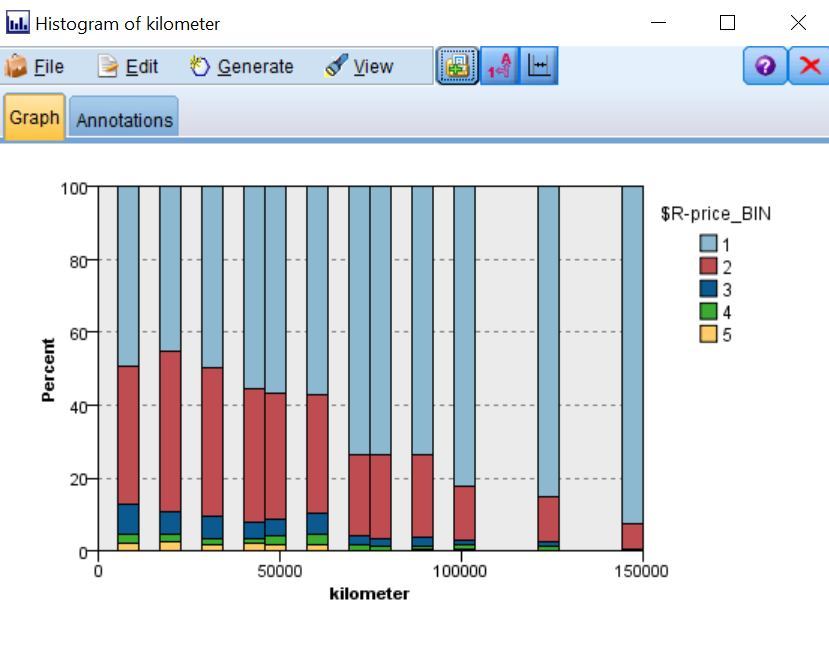 Histogram of kilometer
File Edit Generate View
Graph Annotations
$R-price_BIN
1
2
3
4
5
Percent
100
80
60
40
20
0
0 50000 100000 150000
kilometer